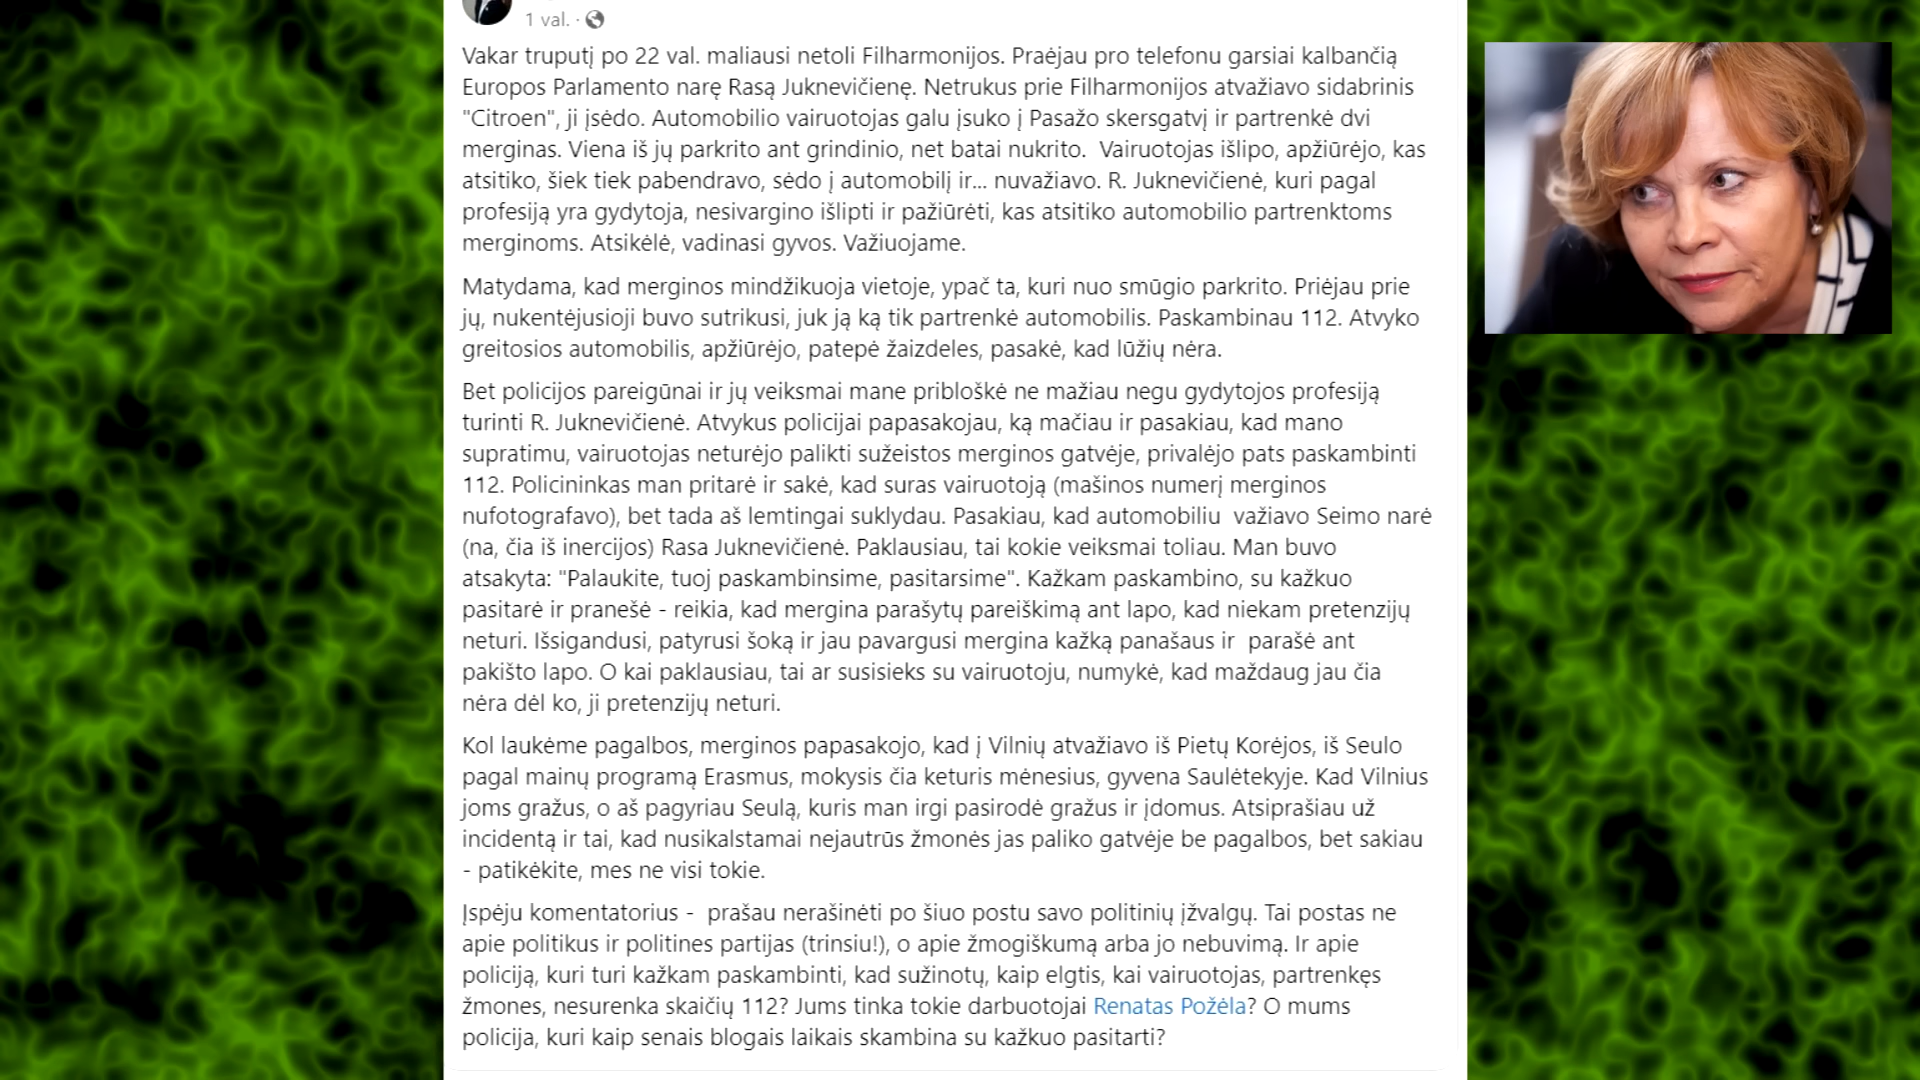 1 val. ·
Vakar truputį po 22 val. maliausi netoli Filharmonijos. Praėjau pro telefonu garsiai kalbančią
Europos Parlamento narę Rasą Juknevičienę. Netrukus prie Filharmonijos atvažiavo sidabrinis
"Citroen", ji įsėdo. Automobilio vairuotojas galu įsuko į Pasažo skersgatvį ir partrenkė dvi
merginas. Viena iš jų parkrito ant grindinio, net batai nukrito.  Vairuotojas išlipo, apžiūrėjo, kas
atsitiko, šiek tiek pabendravo, sėdo į automobilį ir... nuvažiavo. R. Juknevičienė, kuri pagal
profesiją yra gydytoja, nesivargino išlipti ir pažiūrėti, kas atsitiko automobilio partrenktoms
merginoms. Atsikėlė, vadinasi gyvos. Važiuojame.
Matydama, kad merginos mindžikuoja vietoje, ypač ta, kuri nuo smūgio parkrito. Priėjau prie
jų, nukentėjusioji buvo sutrikusi, juk ją ką tik partrenkė automobilis. Paskambinau 112. Atvyko
greitosios automobilis, apžiūrėjo, patepė žaizdeles, pasakė, kad lūžių nėra.
Bet policijos pareigūnai ir jų veiksmai mane pribloškė ne mažiau negu gydytojos profesiją
turinti R. Juknevičienė. Atvykus policijai papasakojau, ką mačiau ir pasakiau, kad mano
supratimu, vairuotojas neturėjo palikti sužeistos merginos gatvėje, privalėjo pats paskambinti
112. Policininkas man pritarė ir sakė, kad suras vairuotoją (mašinos numerį merginos
nufotografavo), bet tada aš lemtingai suklydau. Pasakiau, kad automobiliu  važiavo Seimo narė
(na, čia iš inercijos) Rasa Juknevičienė. Paklausiau, tai kokie veiksmai toliau. Man buvo
atsakyta: "Palaukite, tuoj paskambinsime, pasitarsime". Kažkam paskambino, su kažkuo
pasitarė ir pranešė - reikia, kad mergina parašytų pareiškimą ant lapo, kad niekam pretenzijų
neturi. Išsigandusi, patyrusi šoką ir jau pavargusi mergina kažką panašaus ir  parašė ant
pakišto lapo. O kai paklausiau, tai ar susisieks su vairuotoju, numykė, kad maždaug jau čia
nėra dėl ko, ji pretenzijų neturi.
Kol laukėme pagalbos, merginos papasakojo, kad į Vilnių atvažiavo iš Pietų Korėjos, iš Seulo
pagal mainų programą Erasmus, mokysis čia keturis mėnesius, gyvena Saulėtekyje. Kad Vilnius
joms gražus, o aš pagyriau Seulą, kuris man irgi pasirodė gražus ir įdomus. Atsiprašiau už
incidentą ir tai, kad nusikalstamai nejautrūs žmonės jas paliko gatvėje be pagalbos, bet sakiau
- patikėkite, mes ne visi tokie.
Įspėju komentatorius -  prašau nerašinėti po šiuo postu savo politinių įžvalgų. Tai postas ne
apie politikus ir politines partijas (trinsiu!), o apie žmogiškumą arba jo nebuvimą. Ir apie
policiją, kuri turi kažkam paskambinti, kad sužinotų, kaip elgtis, kai vairuotojas, partrenkęs
žmones, nesurenka skaičių 112? Jums tinka tokie darbuotojai Renatas Požėla? O mums
policija, kuri kaip senais blogais laikais skambina su kažkuo pasitarti?